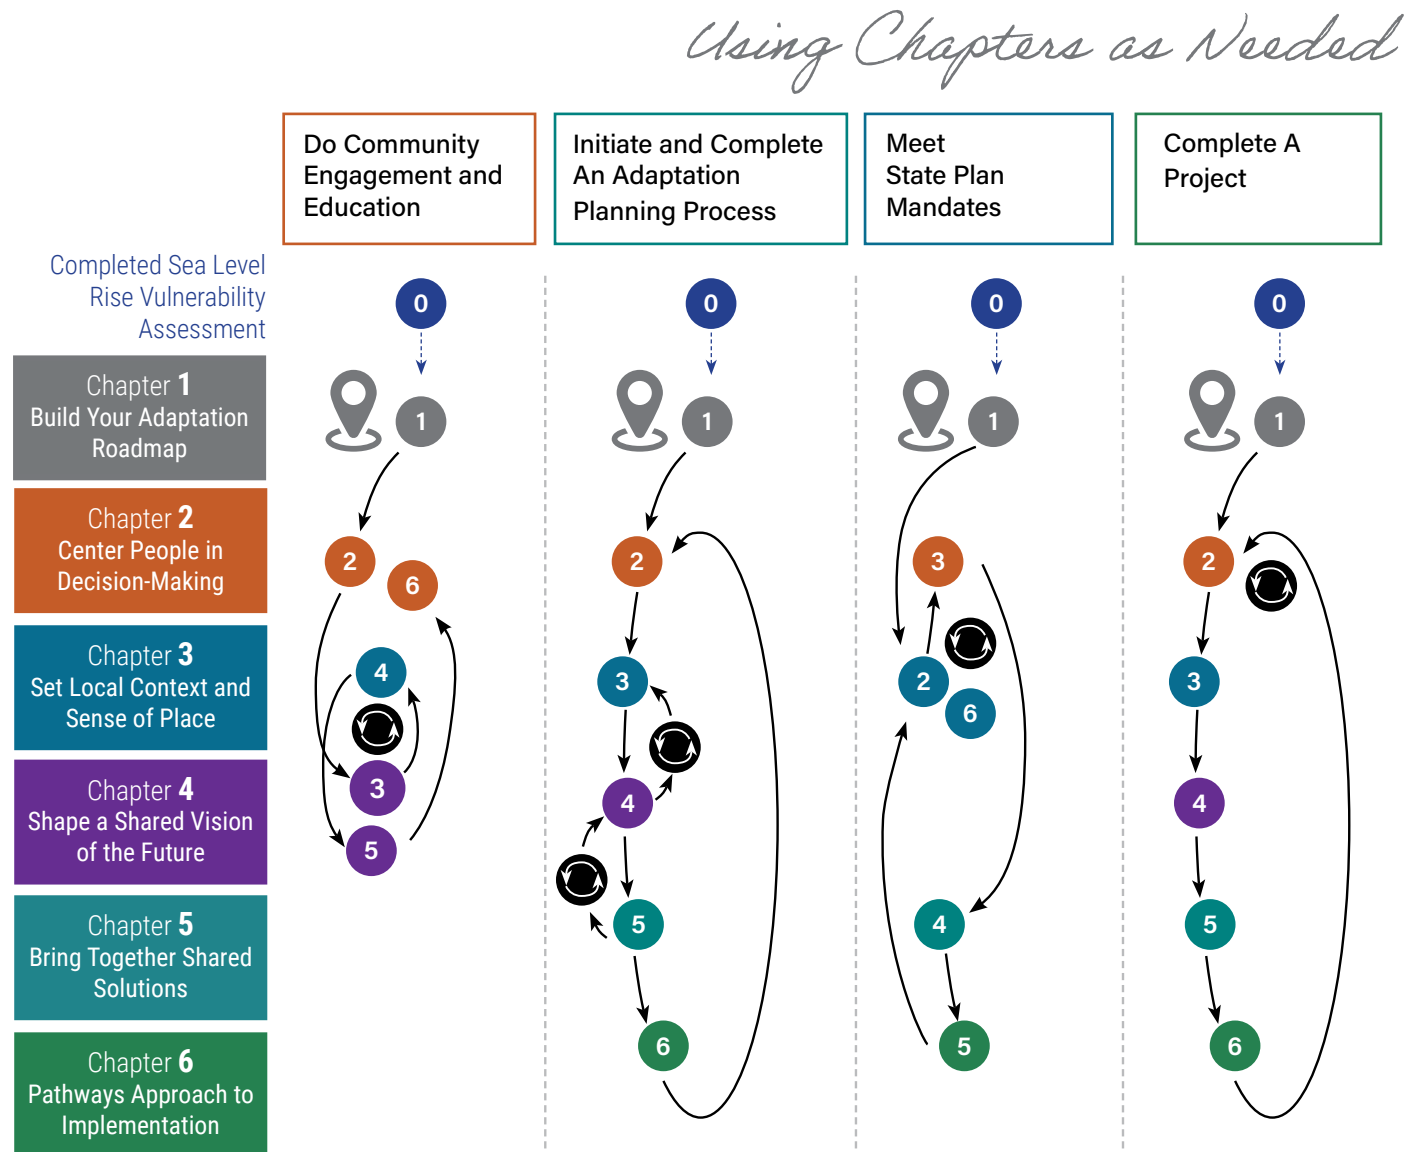 Using Chapters as Needed
Do Community
Engagement and
Education
Initiate and Complete
An Adaptation
Planning Process
Meet
State Plan
Mandates
Complete A
Project
Completed Sea Level
Rise Vulnerability
Assessment
0
0
0
0
Chapter 1
Build Your Adaptation
Roadmap
1
1
1
1
Chapter 2
Center People in
Decision-Making
2
6
2
3
2
Chapter 3
Set Local Context and
Sense of Place
4
3
2
6
3
Chapter 4
Shape a Shared Vision
of the Future
3
5
4
4
Chapter 5
Bring Together Shared
Solutions
5
4
5
Chapter 6
Pathways Approach to
Implementation
6
5
6